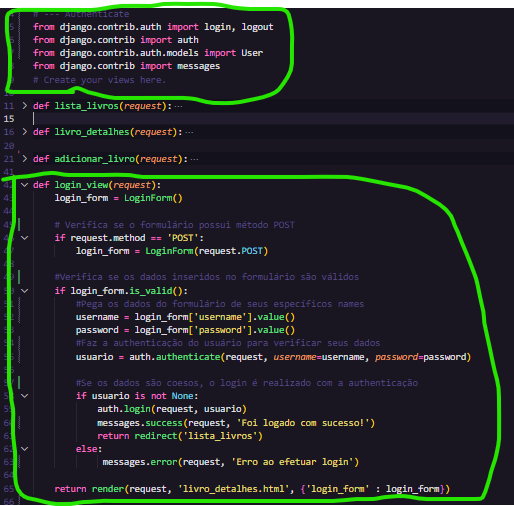 # --- Authenticate
from django.contrib.auth import login, logout
from django.contrib import auth
from django.contrib.auth.models import User
from django.contrib import messages
# Create your views here.
11 > def lista_livros(request): ...
15
16 > def livro_detalhes(request): ...
20
21 > def adicionar_livro(request): ...
def login_view(request):
login_form = LoginForm()
# Verifica se o formulário possui método POST
if request.method == 'POST':
login_form = LoginForm(request.POST)
#Verifica se os dados inseridos no formulário são válidos
if login_form.is_valid():
#Pega os dados do formulário de seus específicos names
username = login_form['username'].value()
password = login_form['password'].value()
#Faz a authenticação do usuário para verificar seus dados
usuario = auth.authenticate(request, username=username, password=password)
#Se os dados são coesos, o login é realizado com a authenticação
if usuario is not None:
auth.login(request, usuario)
messages.success(request, 'Foi logado com sucesso!')
return redirect('lista_livros')
else:
messages.error(request, 'Erro ao efetuar login')
65 return render(request, 'livro_detalhes.html', {'login_form' : login_form})
66